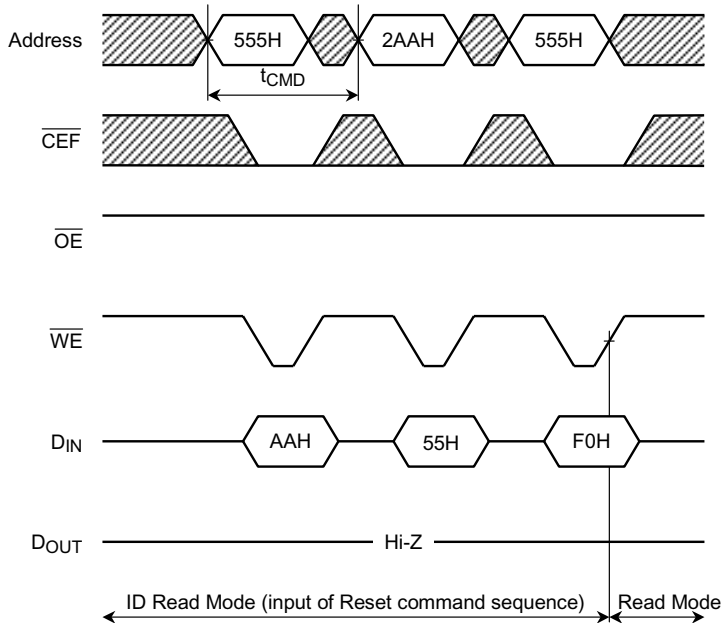 Address 555H 2AAH 555H
tCMD
CEF
OE
WE
DIN AAH 55H F0H
DOUT Hi-Z
ID Read Mode (input of Reset command sequence) Read Mode